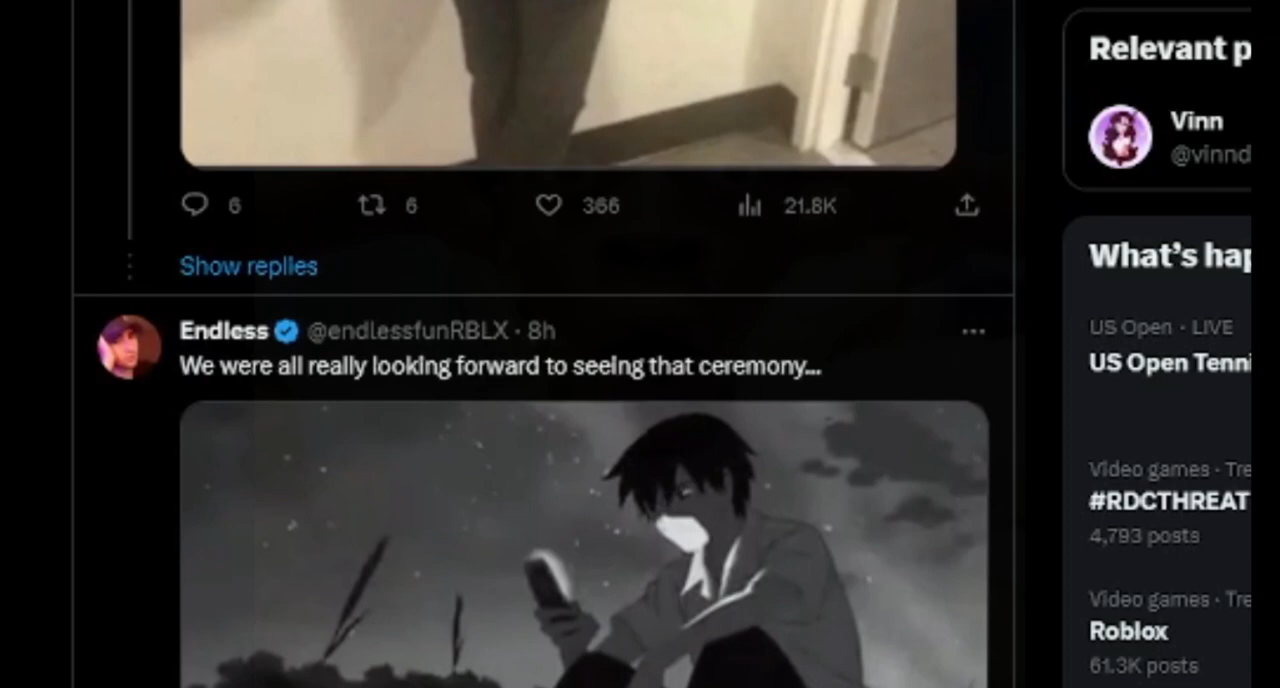 6 6 366 21.8K
Show replies
Endless @endlessfunRBLX · 8h
We were all really looking forward to seeing that ceremony...
Relevant p
Vinn
@vinnd
What's hap
US Open · LIVE
US Open Tenni
Video games · Tre
#RDCTHREAT
4,793 posts
Video games · Tre
Roblox
61.3K posts